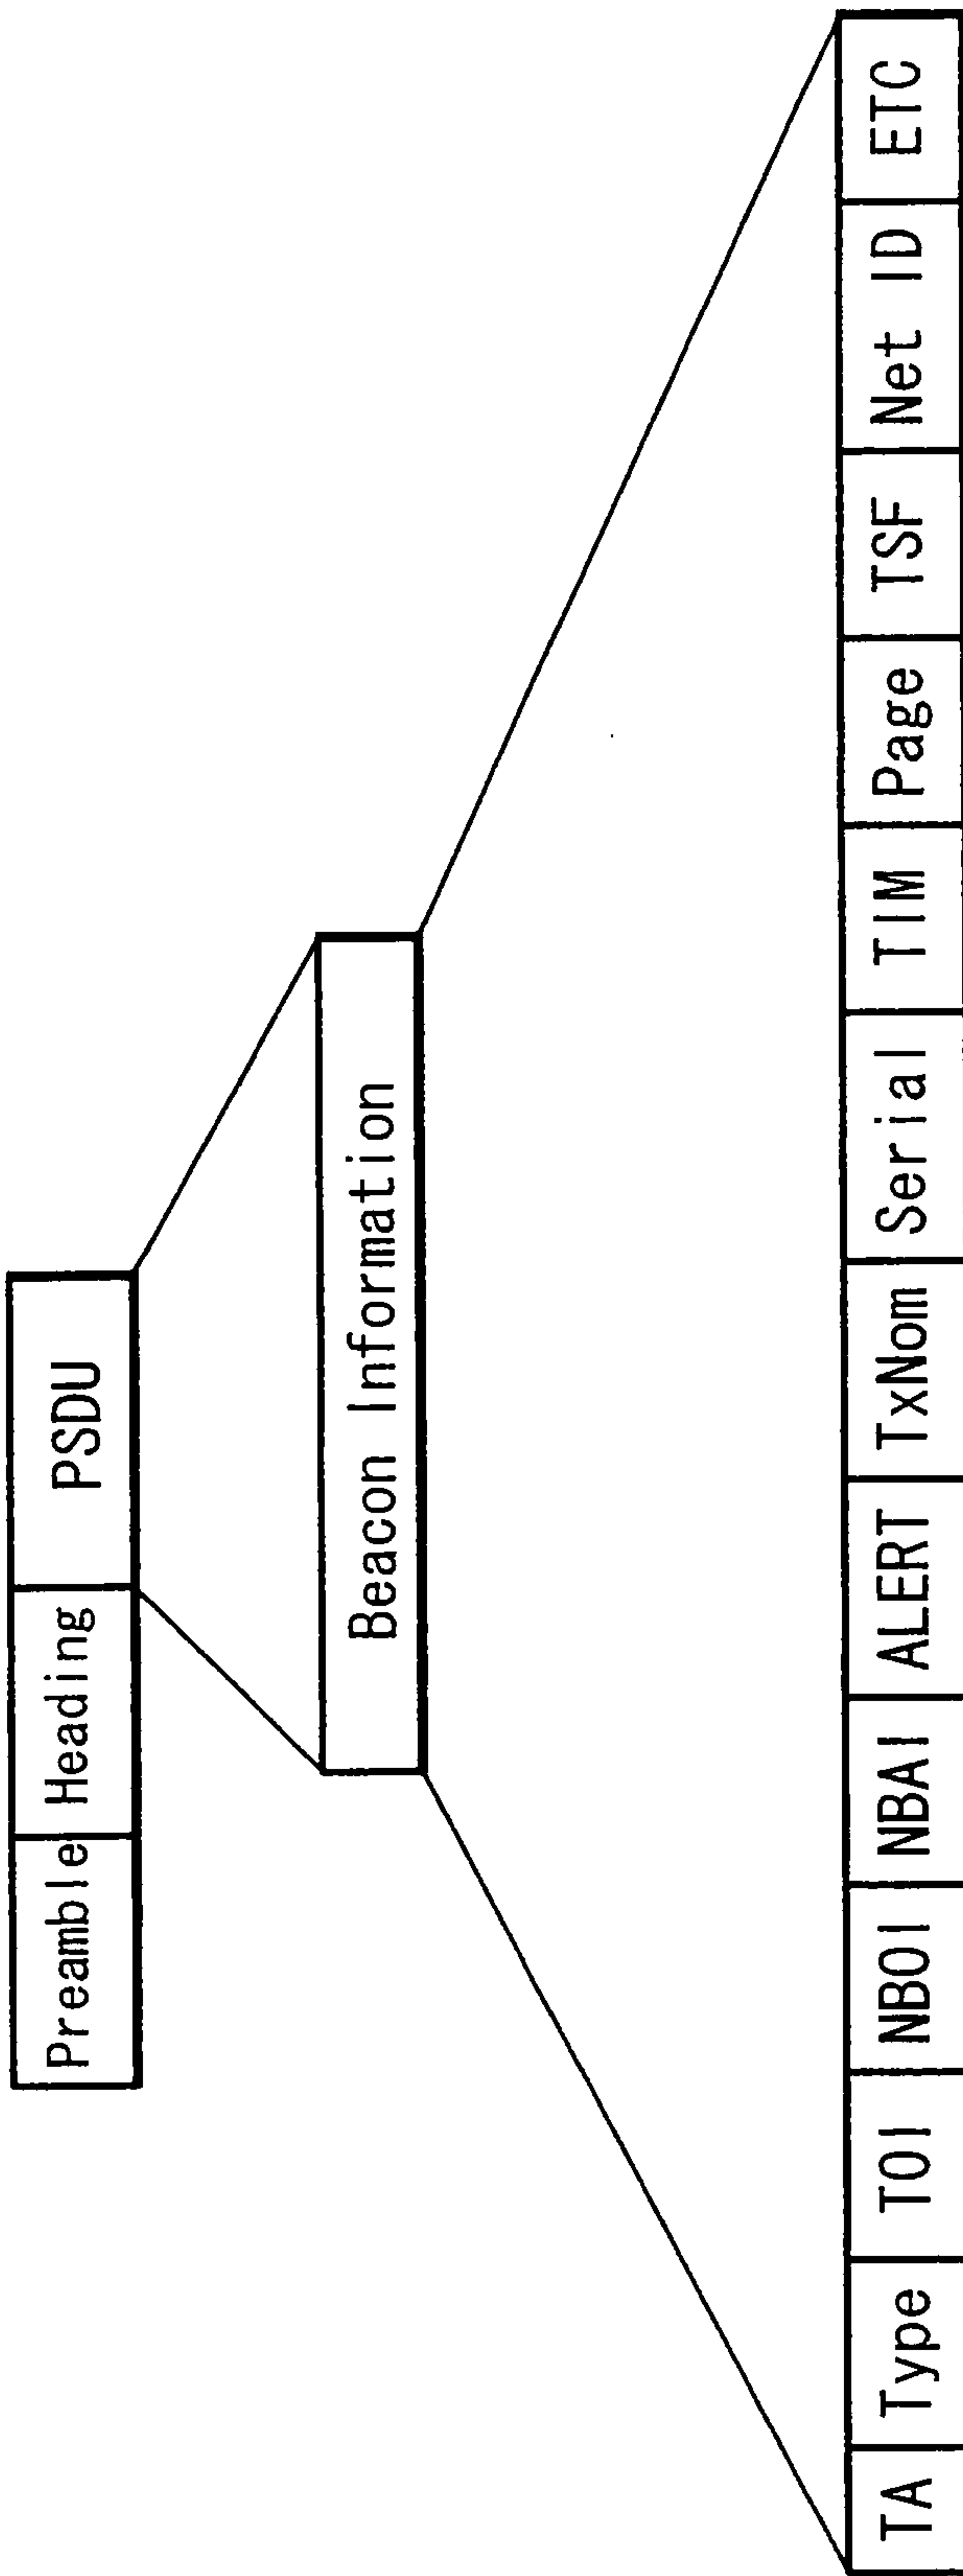 Preamble Heading PSDU
Beacon Information
TA Type TOI NBOI NBAI ALERT TxNom Serial TIM Page TSF Net ID ETC